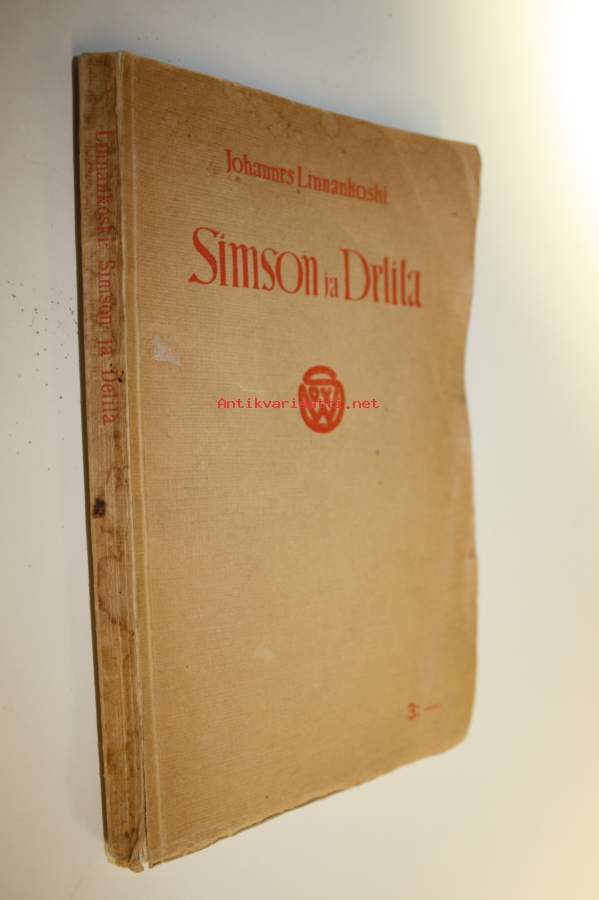 Johannes Linnankoski
Simson ja Delila
Antikvariaatti.net
3: —
Linnankoski: Simson ja Delila